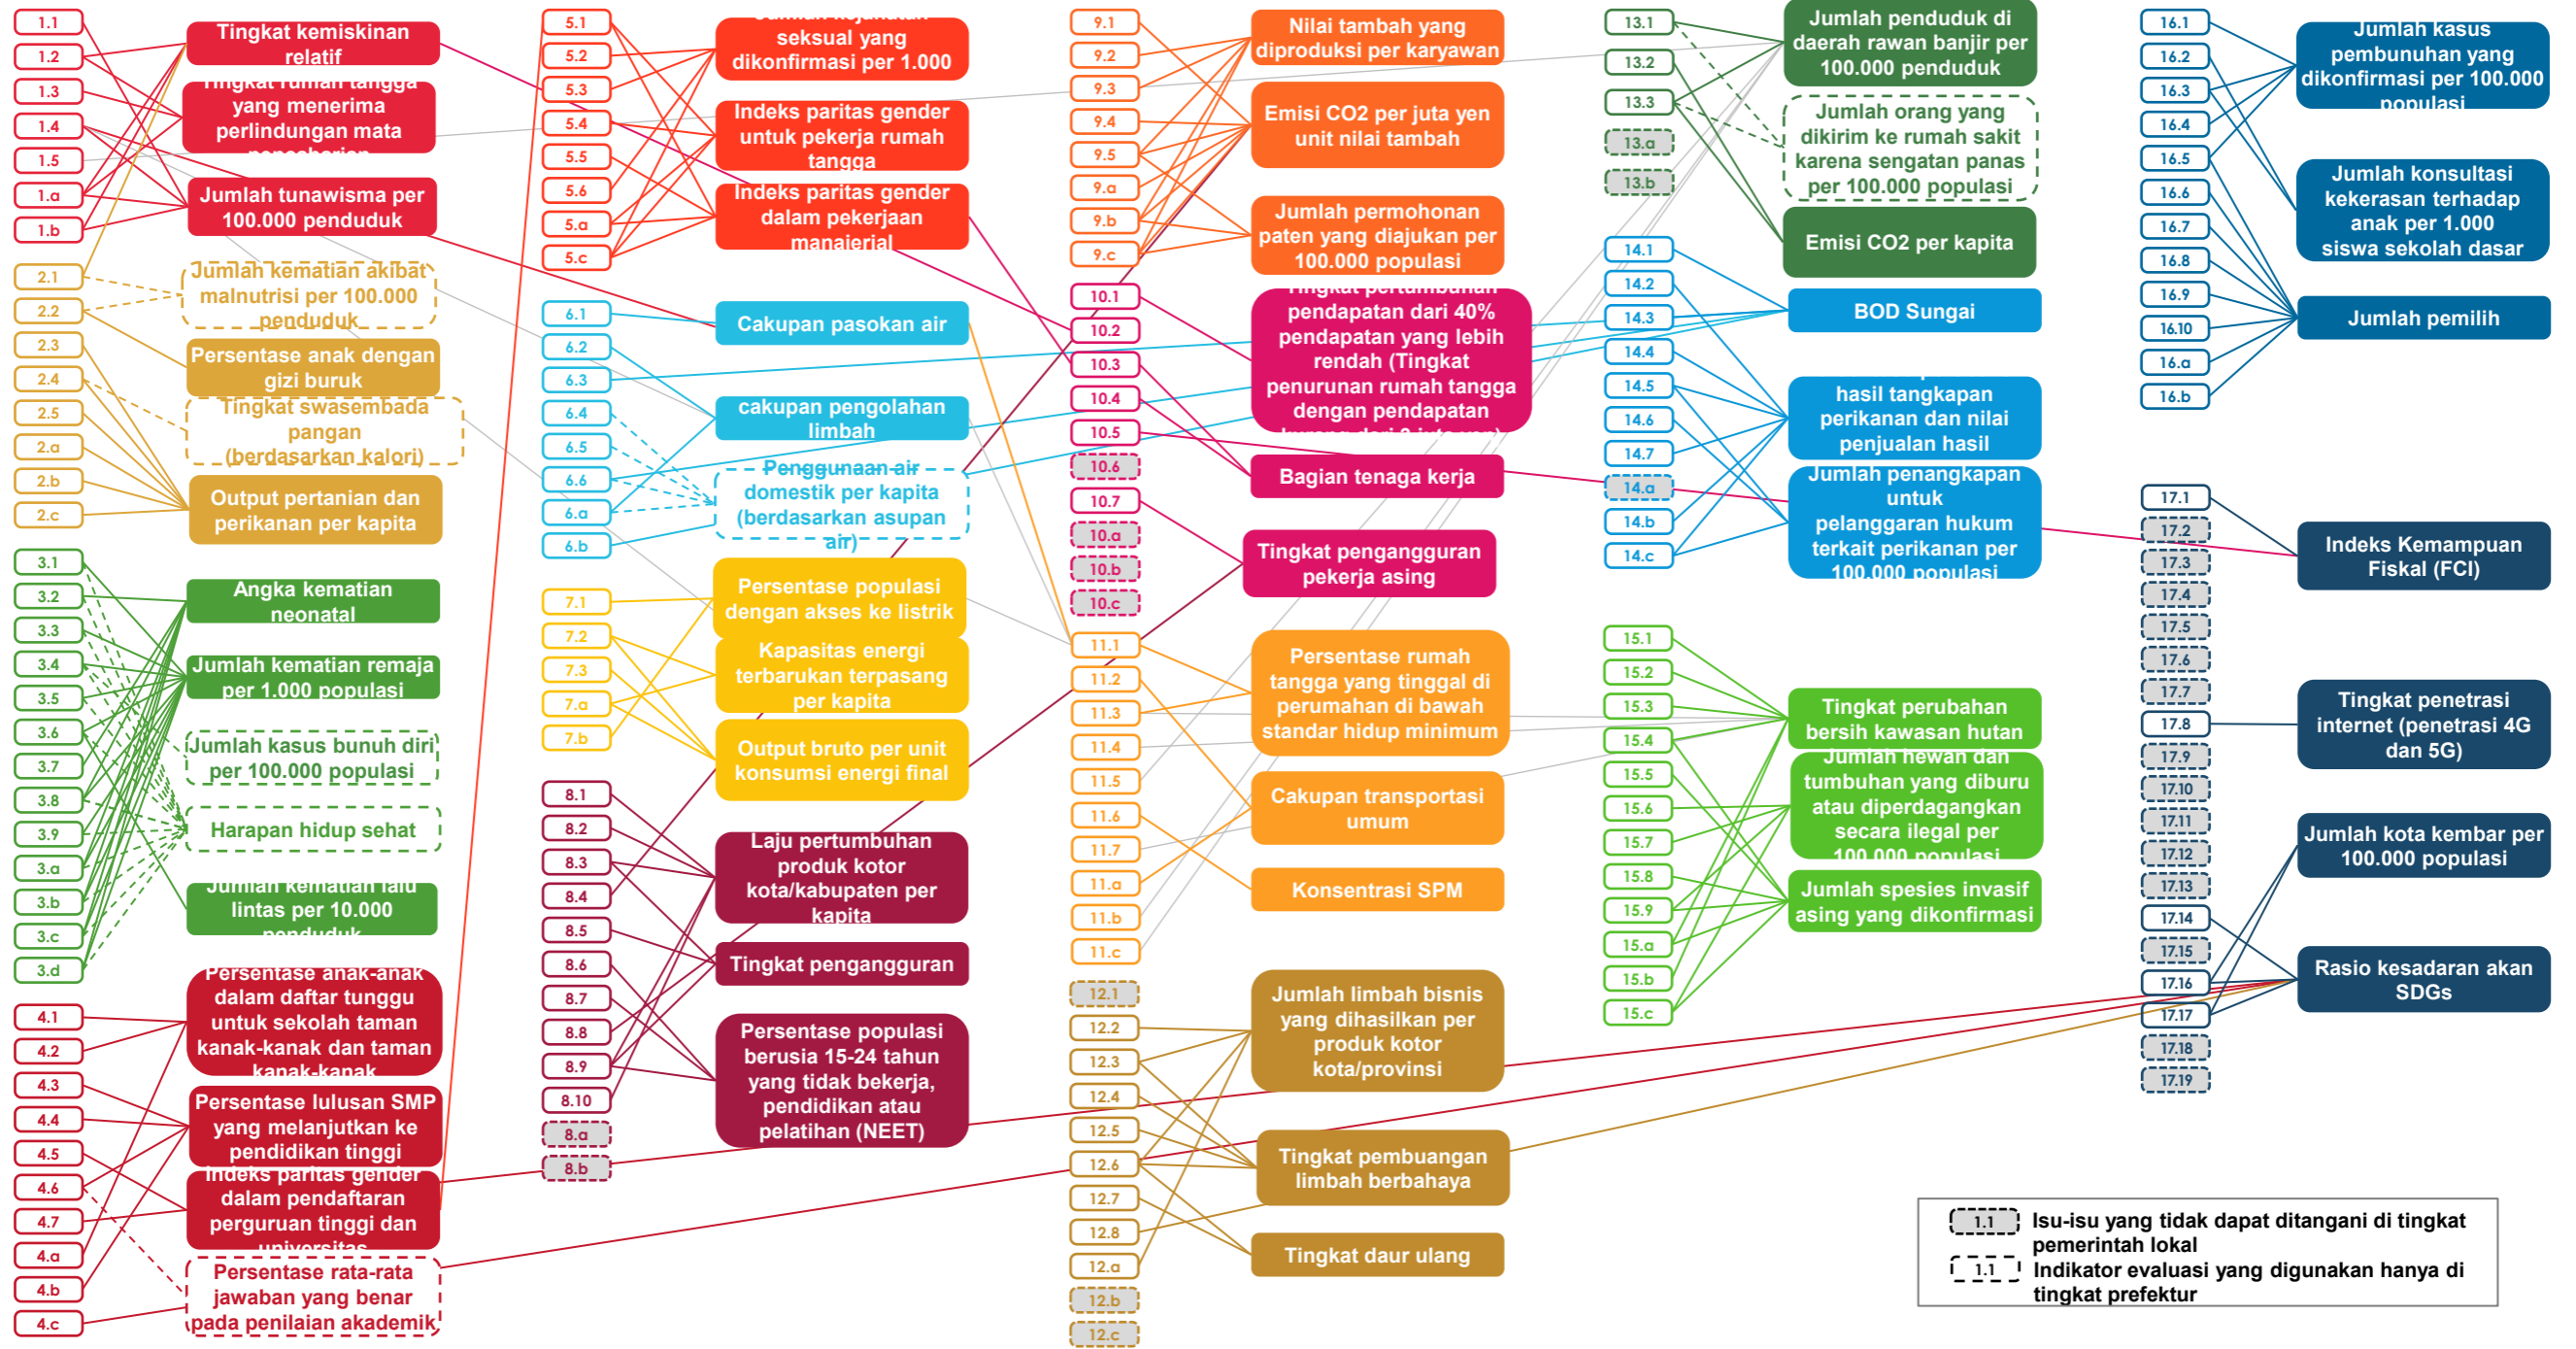 1.1
1.2
1.3
1.4
1.5
1.a
1.b
Tingkat kemiskinan
relatif
Tingkat rumah tangga
yang menerima
perlindungan mata
pencaharian
Jumlah tunawisma per
100.000 penduduk
2.1
2.2
2.3
2.4
2.5
2.a
2.b
2.c
Jumlah kematian akibat
malnutrisi per 100.000
penduduk
Persentase anak dengan
gizi buruk
Tingkat swasembada
pangan
(berdasarkan kalori)
Output pertanian dan
perikanan per kapita
3.1
3.2
3.3
3.4
3.5
3.6
3.7
3.8
3.9
3.a
3.b
3.c
3.d
Angka kematian
neonatal
Jumlah kematian remaja
per 1.000 populasi
Jumlah kasus bunuh diri
per 100.000 populasi
Harapan hidup sehat
Jumlah kematian lalu
lintas per 10.000
penduduk
4.1
4.2
4.3
4.4
4.5
4.6
4.7
4.a
4.b
4.c
Persentase anak-anak
dalam daftar tunggu
untuk sekolah taman
kanak-kanak dan taman
kanak-kanak
Persentase lulusan SMP
yang melanjutkan ke
pendidikan tinggi
Indeks paritas gender
dalam pendaftaran
perguruan tinggi dan
universitas
Persentase rata-rata
jawaban yang benar
pada penilaian akademik
5.1
5.2
5.3
5.4
5.5
5.6
5.a
5.c
Jumlah kejahatan
seksual yang
dikonfirmasi per 1.000
Indeks paritas gender
untuk pekerja rumah
tangga
Indeks paritas gender
dalam pekerjaan
manajerial
6.1
6.2
6.3
6.4
6.5
6.6
6.a
6.b
Cakupan pasokan air
cakupan pengolahan
limbah
Penggunaan air
domestik per kapita
(berdasarkan asupan
air)
7.1
7.2
7.3
7.a
7.b
Persentase populasi
dengan akses ke listrik
Kapasitas energi
terbarukan terpasang
per kapita
Output bruto per unit
konsumsi energi final
8.1
8.2
8.3
8.4
8.5
8.6
8.7
8.8
8.9
8.10
8.a
8.b
Laju pertumbuhan
produk kotor
kota/kabupaten per
kapita
Tingkat pengangguran
Persentase populasi
berusia 15-24 tahun
yang tidak bekerja,
pendidikan atau
pelatihan (NEET)
9.1
9.2
9.3
9.4
9.5
9.a
9.b
9.c
Nilai tambah yang
diproduksi per karyawan
Emisi CO2 per juta yen
unit nilai tambah
Jumlah permohonan
paten yang diajukan per
100.000 populasi
10.1
10.2
10.3
10.4
10.5
10.6
10.7
10.a
10.b
10.c
Tingkat pertumbuhan
pendapatan dari 40%
pendapatan yang lebih
rendah (Tingkat
penurunan rumah tangga
dengan pendapatan
Bagian tenaga kerja
Tingkat pengangguran
pekerja asing
11.1
11.2
11.3
11.4
11.5
11.6
11.7
11.a
11.b
11.c
Persentase rumah
tangga yang tinggal di
perumahan di bawah
standar hidup minimum
Cakupan transportasi
umum
Konsentrasi SPM
12.1
12.2
12.3
12.4
12.5
12.6
12.7
12.8
12.a
12.b
12.c
Jumlah limbah bisnis
yang dihasilkan per
produk kotor
kota/provinsi
Tingkat pembuangan
limbah berbahaya
Tingkat daur ulang
13.1
13.2
13.3
13.a
13.b
Jumlah penduduk di
daerah rawan banjir per
100.000 penduduk
Jumlah orang yang
dikirim ke rumah sakit
karena sengatan panas
per 100.000 populasi
Emisi CO2 per kapita
14.1
14.2
14.3
14.4
14.5
14.6
14.7
14.a
14.b
14.c
BOD Sungai
hasil tangkapan
perikanan dan nilai
penjualan hasil
Jumlah penangkapan
untuk
pelanggaran hukum
terkait perikanan per
100.000 populasi
15.1
15.2
15.3
15.4
15.5
15.6
15.7
15.8
15.9
15.a
15.b
15.c
Tingkat perubahan
bersih kawasan hutan
Jumlah hewan dan
tumbuhan yang diburu
atau diperdagangkan
secara ilegal per
100.000 populasi
Jumlah spesies invasif
asing yang dikonfirmasi
16.1
16.2
16.3
16.4
16.5
16.6
16.7
16.8
16.9
16.10
16.a
16.b
Jumlah kasus
pembunuhan yang
dikonfirmasi per 100.000
populasi
Jumlah konsultasi
kekerasan terhadap
anak per 1.000
siswa sekolah dasar
Jumlah pemilih
17.1
17.2
17.3
17.4
17.5
17.6
17.7
17.8
17.9
17.10
17.11
17.12
17.13
17.14
17.15
17.16
17.17
17.18
17.19
Indeks Kemampuan
Fiskal (FCI)
Tingkat penetrasi
internet (penetrasi 4G
dan 5G)
Jumlah kota kembar per
100.000 populasi
Rasio kesadaran akan
SDGs
1.1
Isu-isu yang tidak dapat ditangani di tingkat
pemerintah lokal
1.1
Indikator evaluasi yang digunakan hanya di
tingkat prefektur